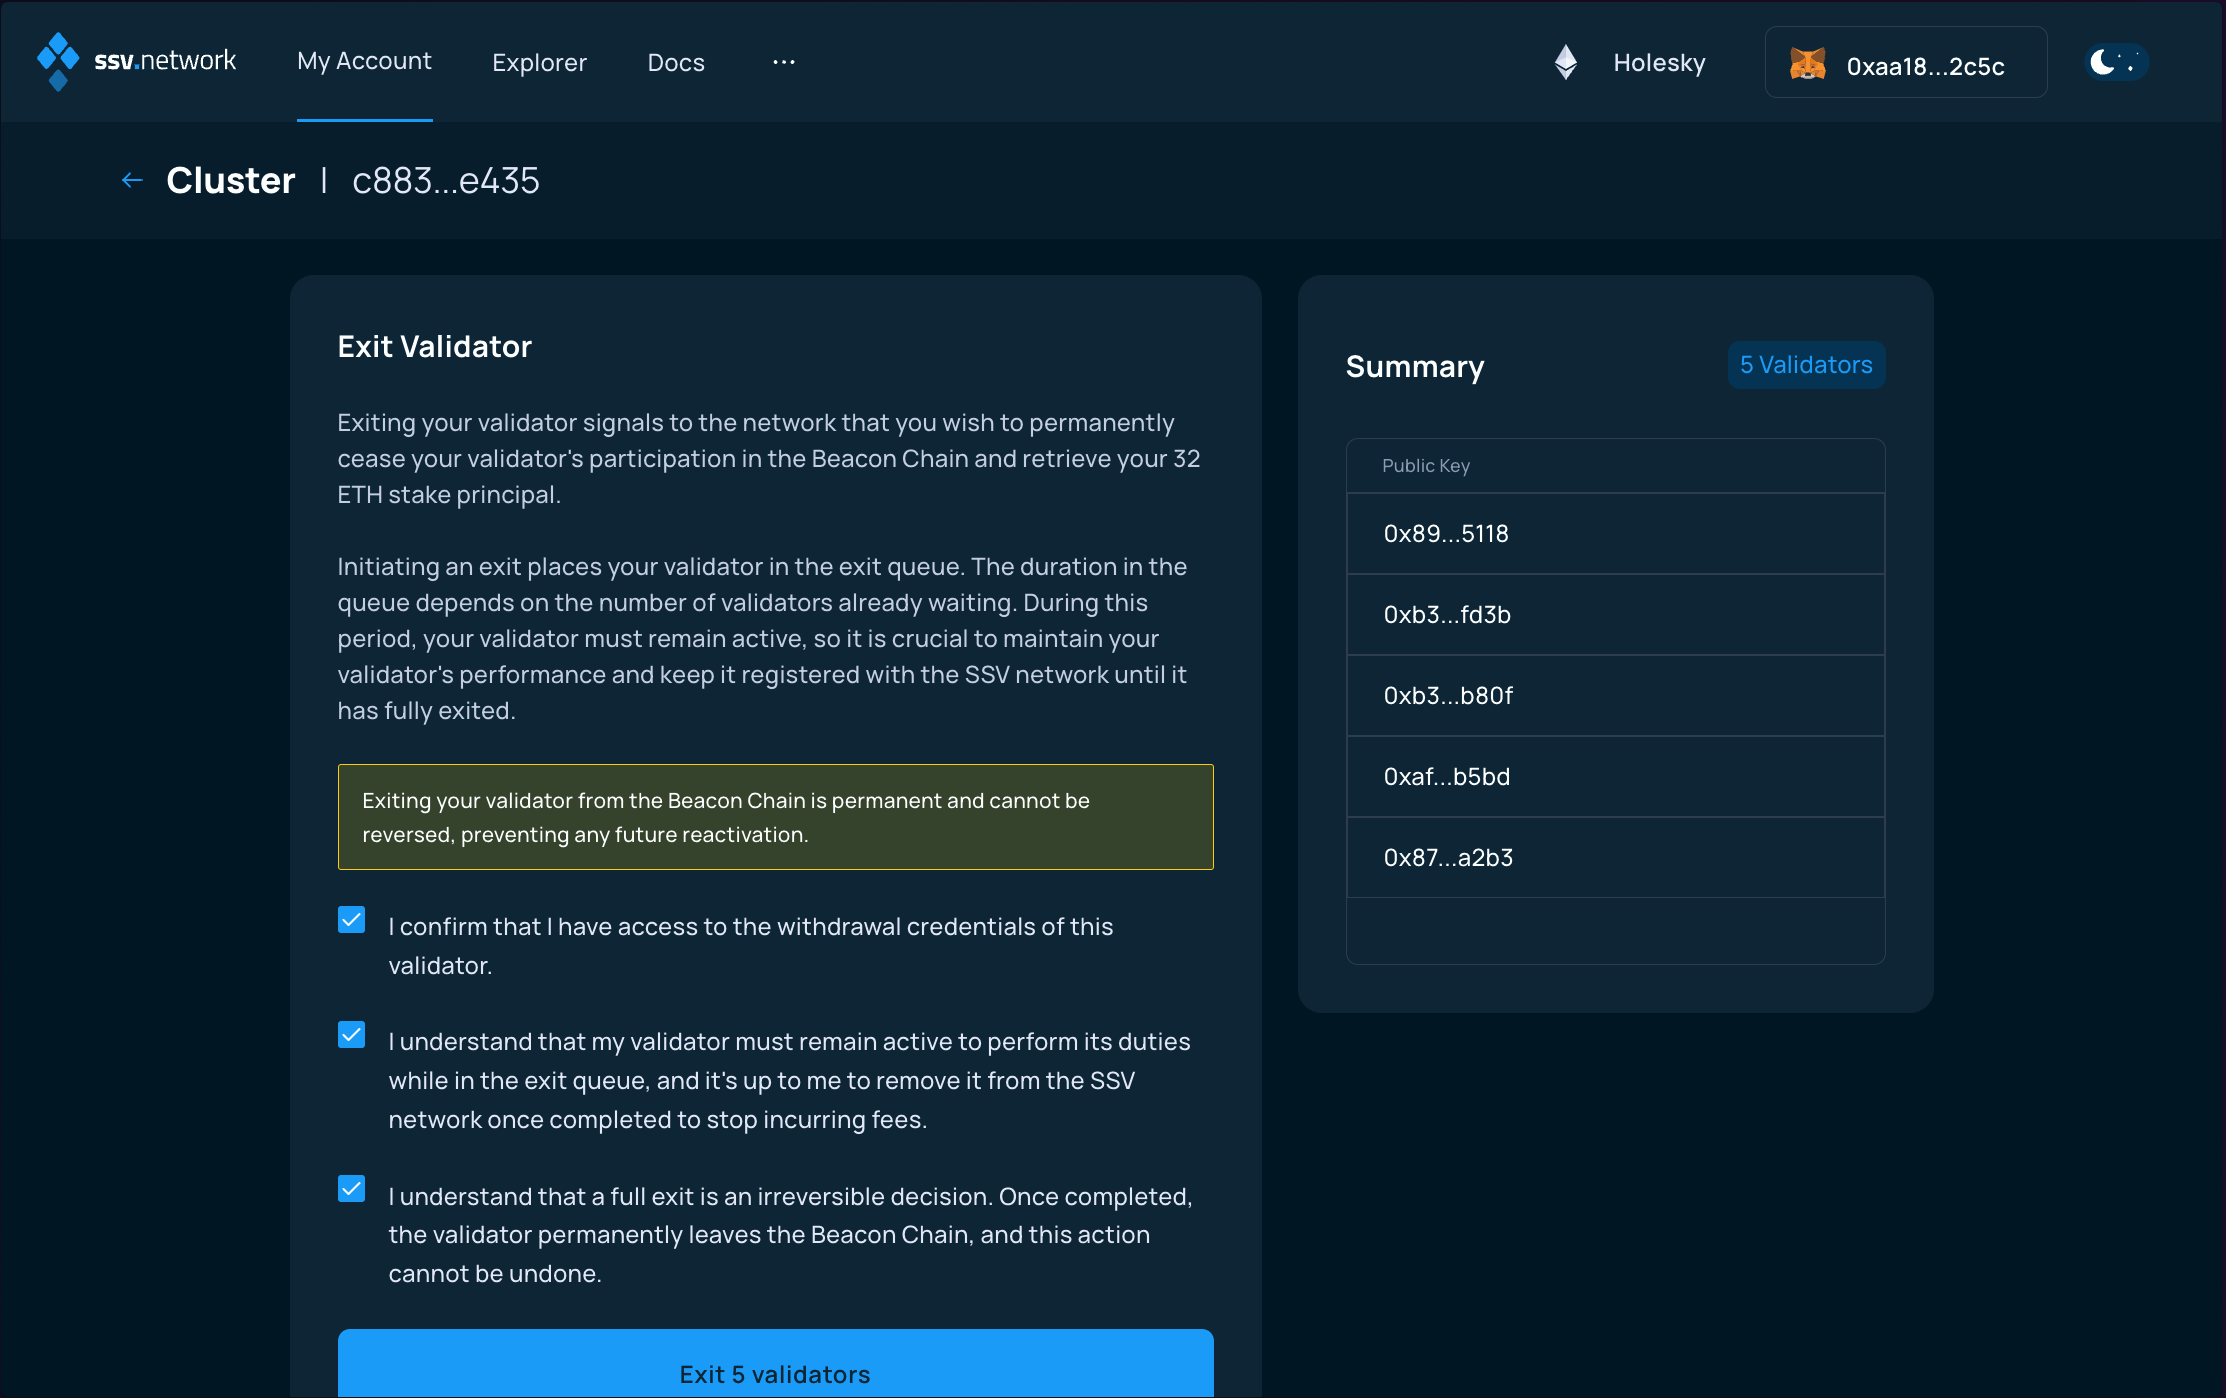 ssv.network
My Account
Explorer
Docs
...
Holesky
0xaa18...2c5c
Cluster | c883...e435
Exit Validator
Exiting your validator signals to the network that you wish to permanently
cease your validator's participation in the Beacon Chain and retrieve your 32
ETH stake principal.
Initiating an exit places your validator in the exit queue. The duration in the
queue depends on the number of validators already waiting. During this
period, your validator must remain active, so it is crucial to maintain your
validator's performance and keep it registered with the SSV network until it
has fully exited.
Exiting your validator from the Beacon Chain is permanent and cannot be
reversed, preventing any future reactivation.
I confirm that I have access to the withdrawal credentials of this
validator.
I understand that my validator must remain active to perform its duties
while in the exit queue, and it's up to me to remove it from the SSV
network once completed to stop incurring fees.
I understand that a full exit is an irreversible decision. Once completed,
the validator permanently leaves the Beacon Chain, and this action
cannot be undone.
Exit 5 validators
Summary
5 Validators
Public Key
0x89...5118
0xb3...fd3b
0xb3...b80f
0xaf...b5bd
0x87...a2b3